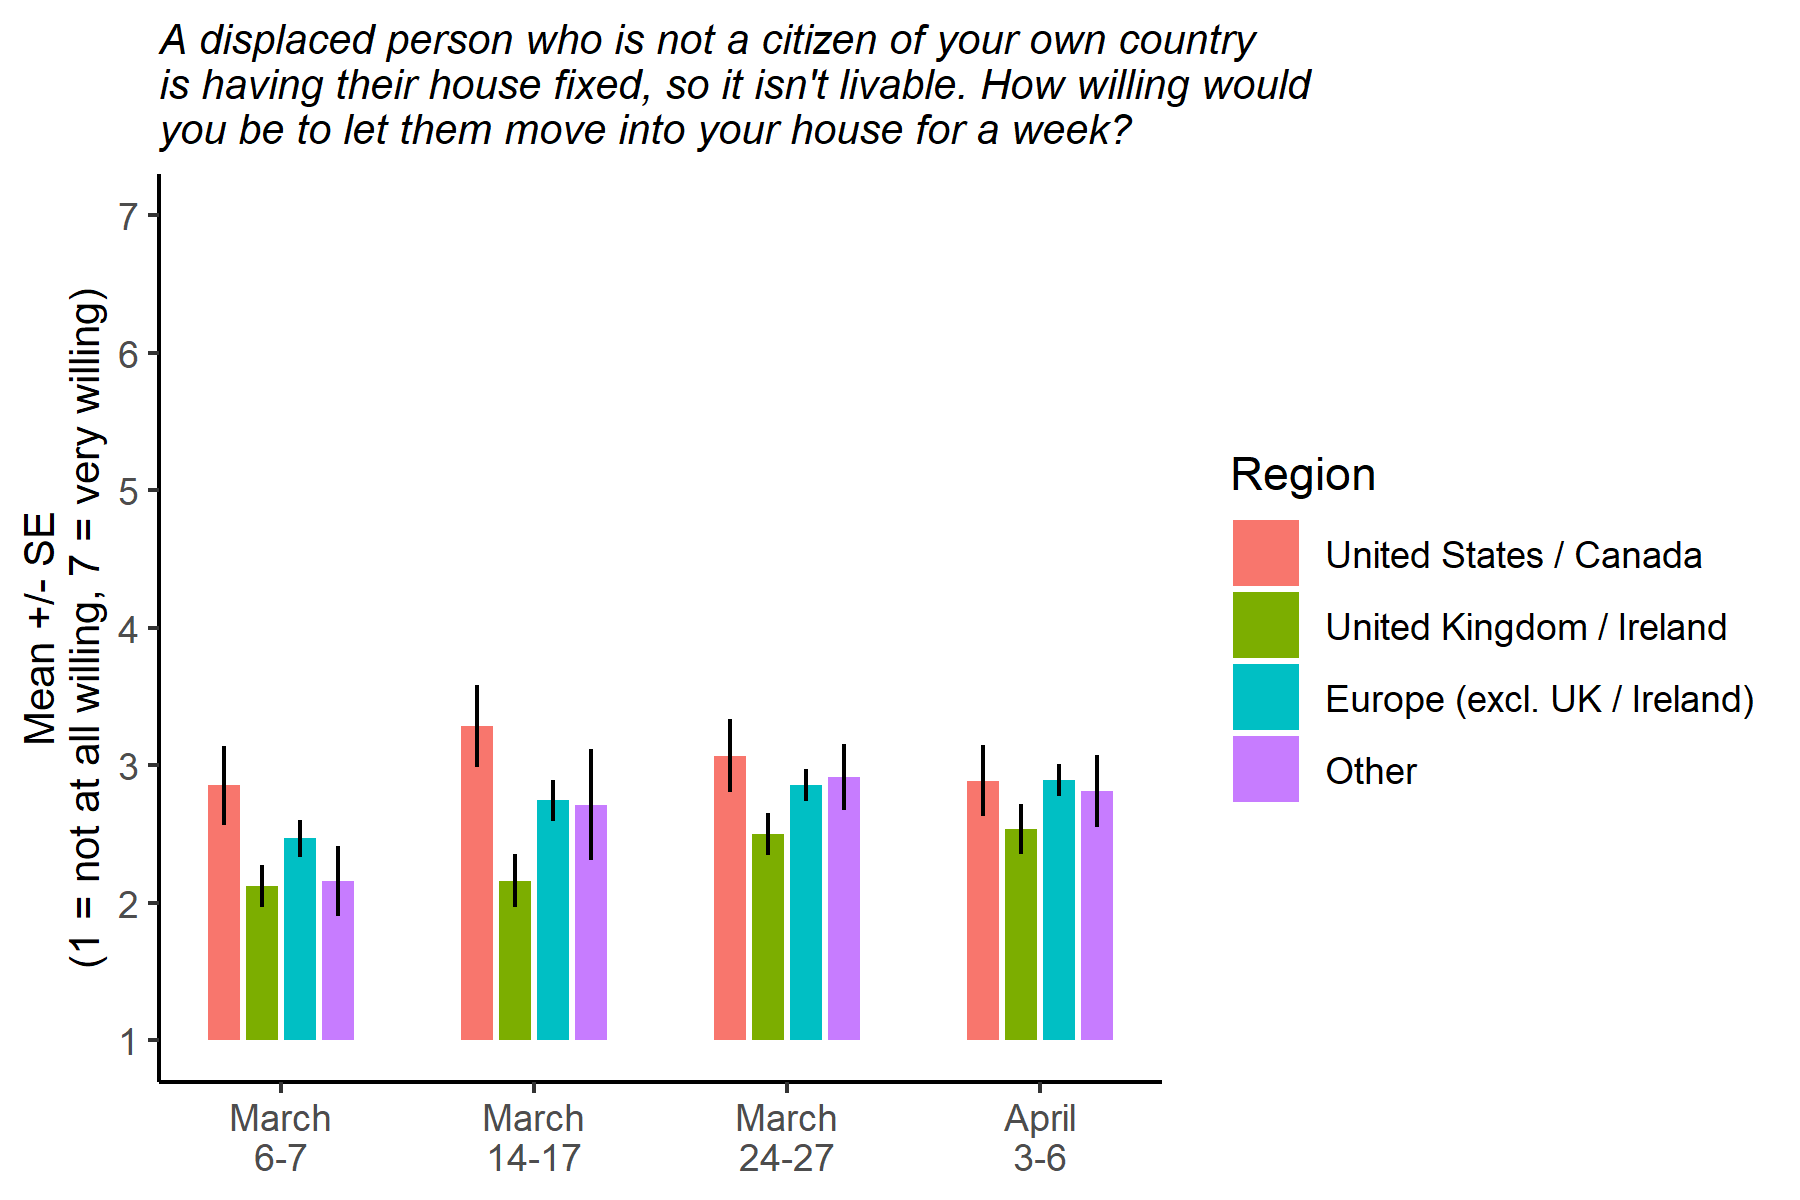 A displaced person who is not a citizen of your own country
is having their house fixed, so it isn't livable. How willing would
you be to let them move into your house for a week?
Mean +/- SE
(1 = not at all willing, 7 = very willing)
7
6
5
4
3
2
1
March
6-7
March
14-17
March
24-27
April
3-6
Region
United States / Canada
United Kingdom / Ireland
Europe (excl. UK / Ireland)
Other